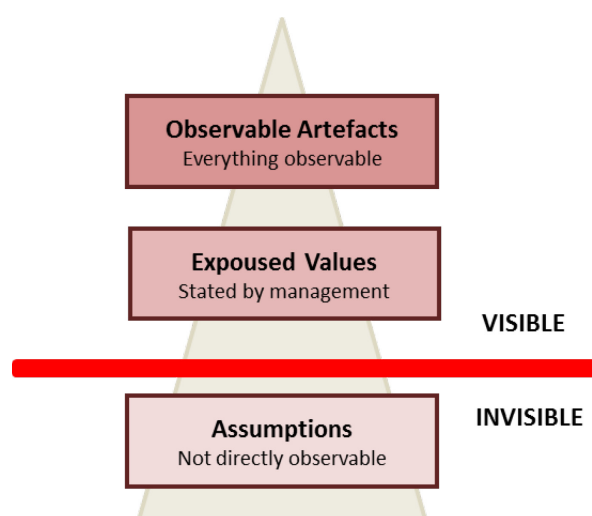 Observable Artefacts
Everything observable
Expoused Values
Stated by management
VISIBLE
INVISIBLE
Assumptions
Not directly observable